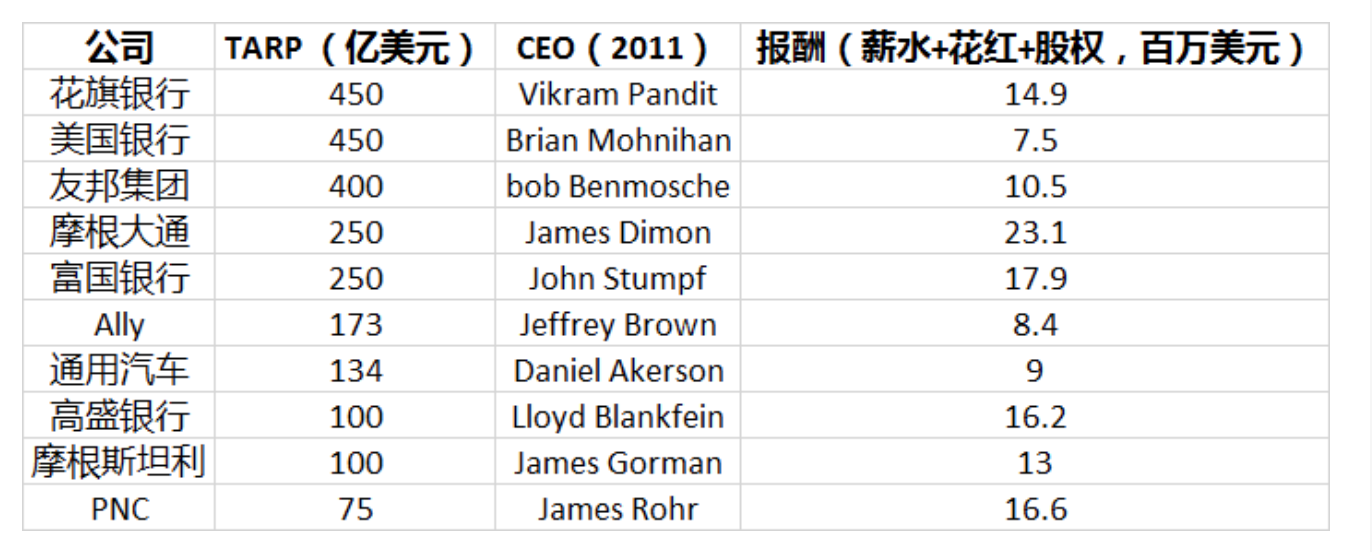 公司 TARP （亿美元） CEO（2011） 报酬（薪水+花红+股权，百万美元）
花旗银行 450 Vikram Pandit 14.9
美国银行 450 Brian Mohnihan 7.5
友邦集团 400 bob Benmosche 10.5
摩根大通 250 James Dimon 23.1
富国银行 250 John Stumpf 17.9
Ally 173 Jeffrey Brown 8.4
通用汽车 134 Daniel Akerson 9
高盛银行 100 Lloyd Blankfein 16.2
摩根斯坦利 100 James Gorman 13
PNC 75 James Rohr 16.6